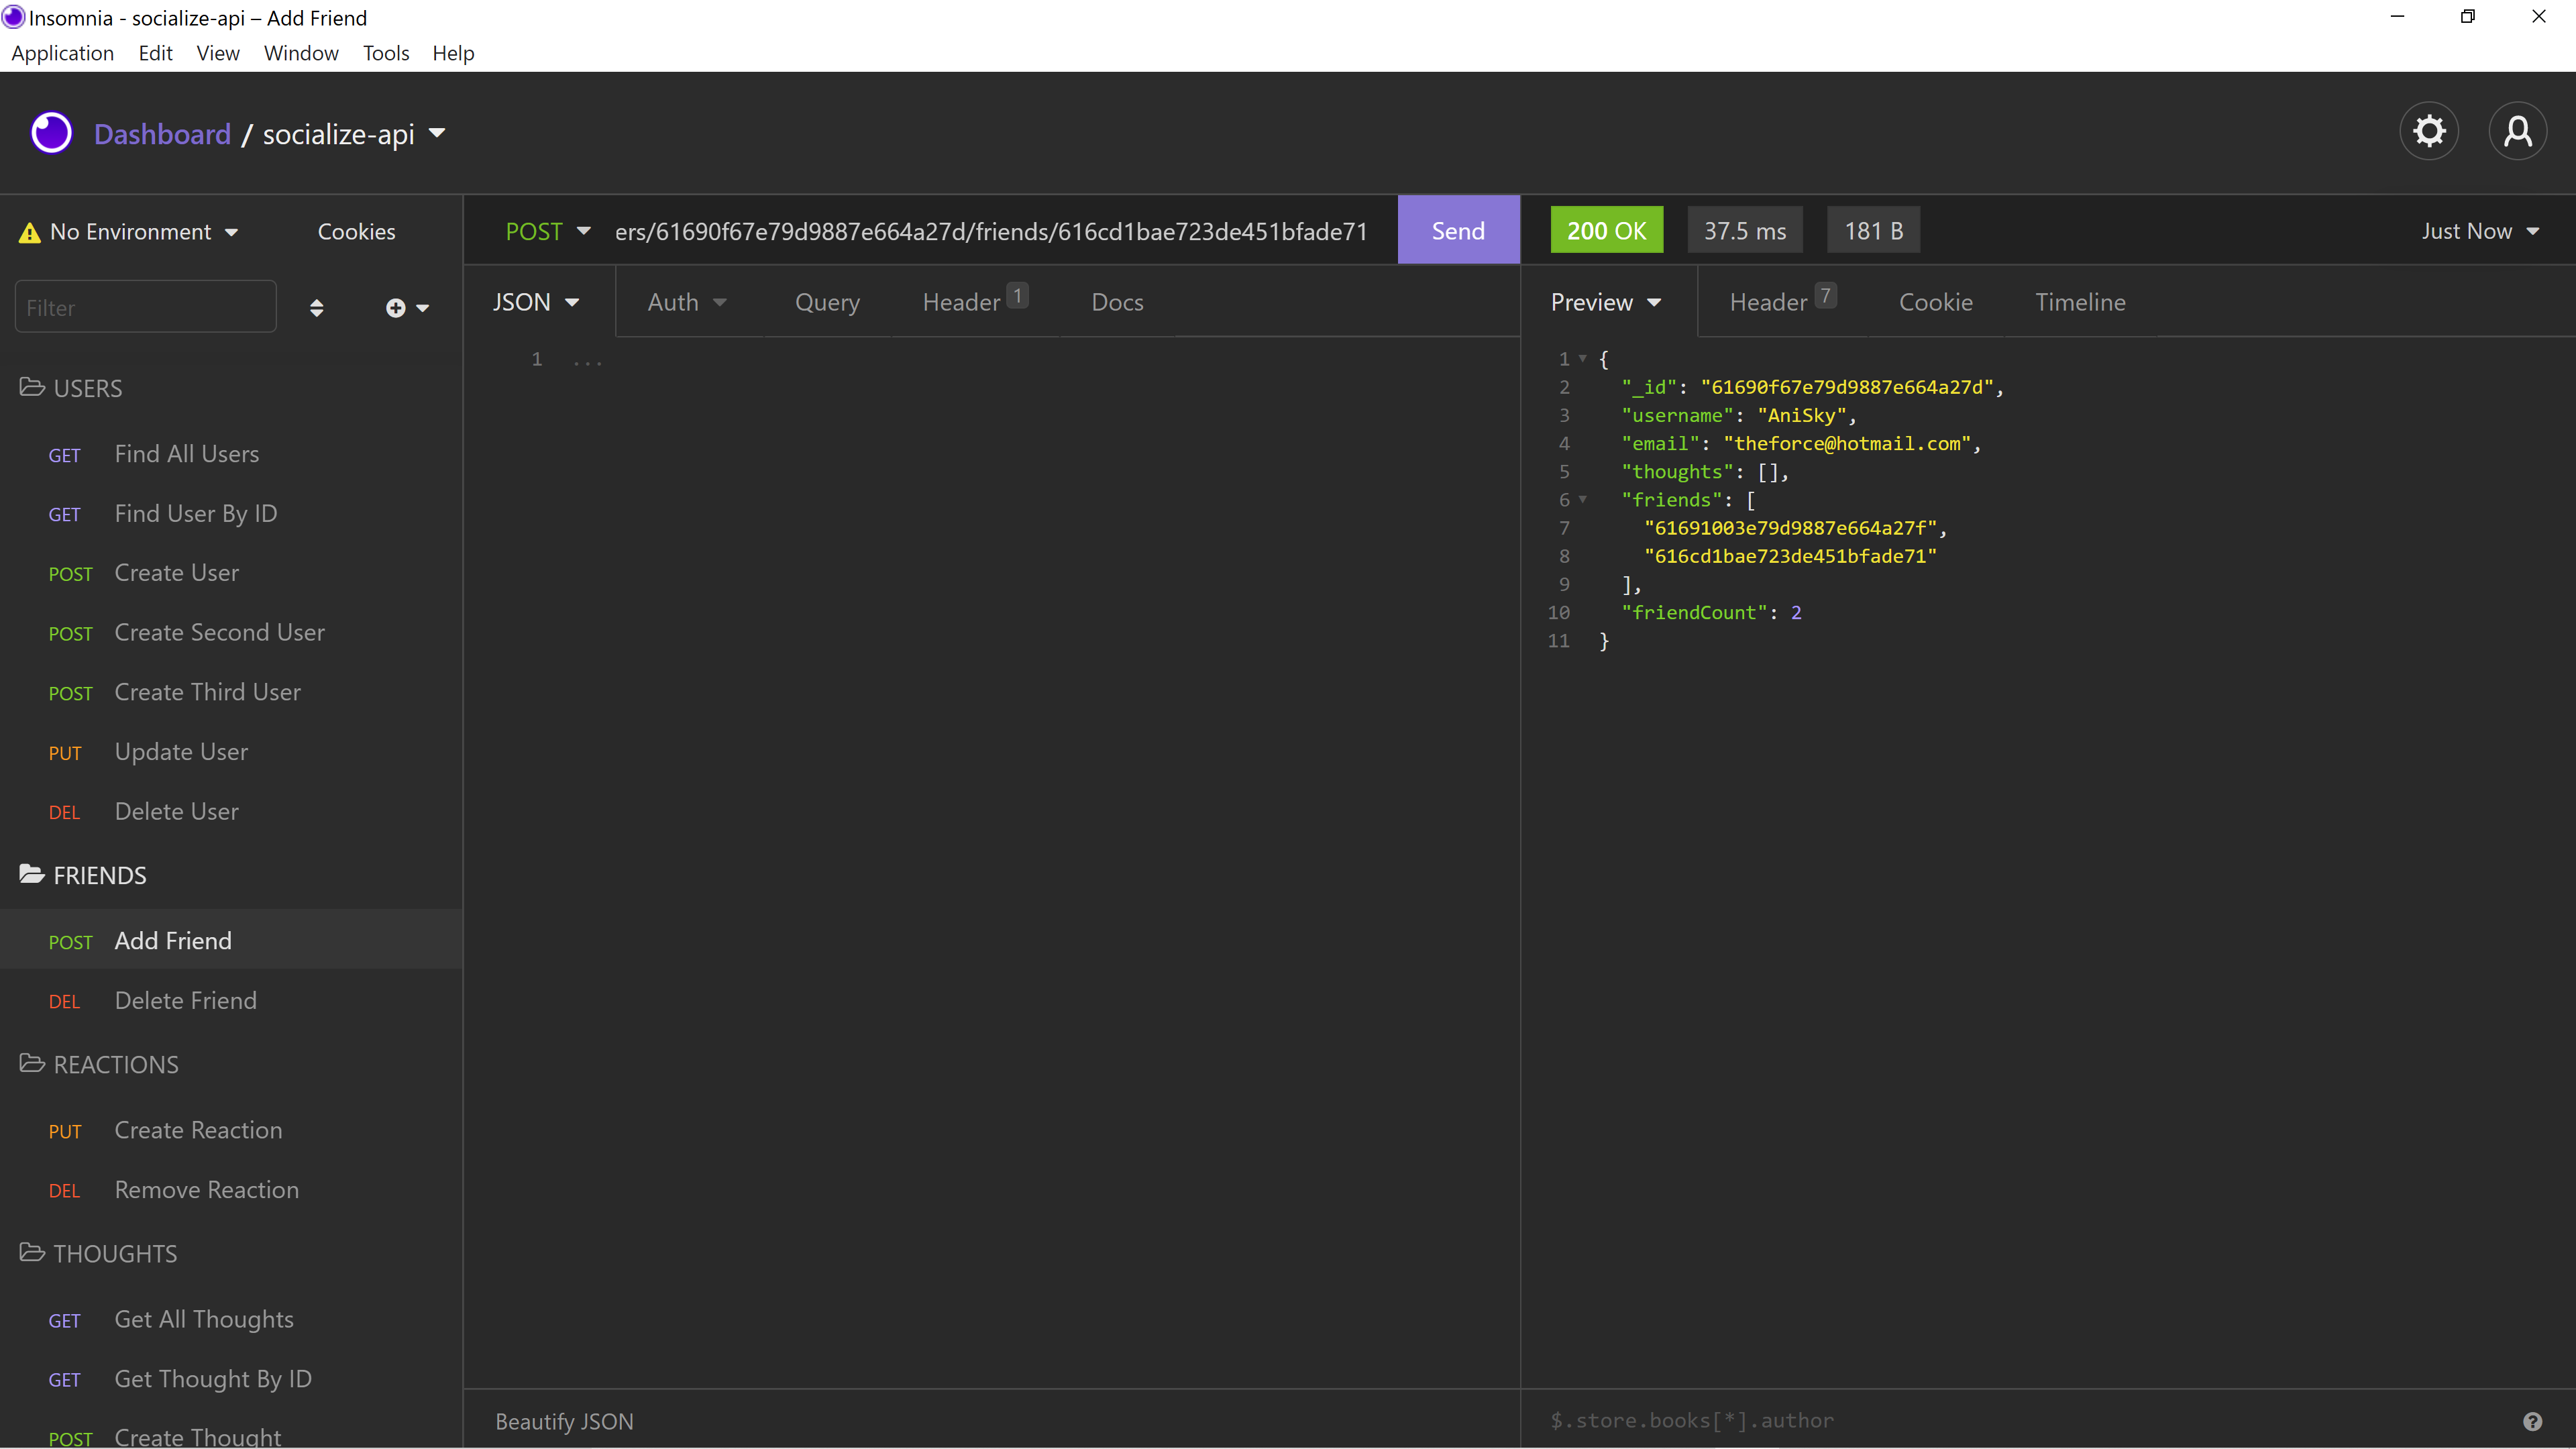 Insomnia - socialize-api – Add Friend
Application Edit View Window Tools Help
Dashboard / socialize-api
No Environment Cookies
POST ers/61690f67e79d9887e664a27d/friends/616cd1bae723de451bfade71 Send
200 OK 37.5 ms 181 B Just Now
Filter
JSON Auth Query Header 1 Docs
Preview Header 7 Cookie Timeline
USERS
GET Find All Users
GET Find User By ID
POST Create User
POST Create Second User
POST Create Third User
PUT Update User
DEL Delete User
FRIENDS
POST Add Friend
DEL Delete Friend
REACTIONS
PUT Create Reaction
DEL Remove Reaction
THOUGHTS
GET Get All Thoughts
GET Get Thought By ID
POST Create Thought
1 ...
Beautify JSON
1 {
2 "_id": "61690f67e79d9887e664a27d",
3 "username": "AniSky",
4 "email": "theforce@hotmail.com",
5 "thoughts": [],
6 "friends": [
7 "61691003e79d9887e664a27f",
8 "616cd1bae723de451bfade71"
9 ],
10 "friendCount": 2
11 }
$.store.books[*].author
?